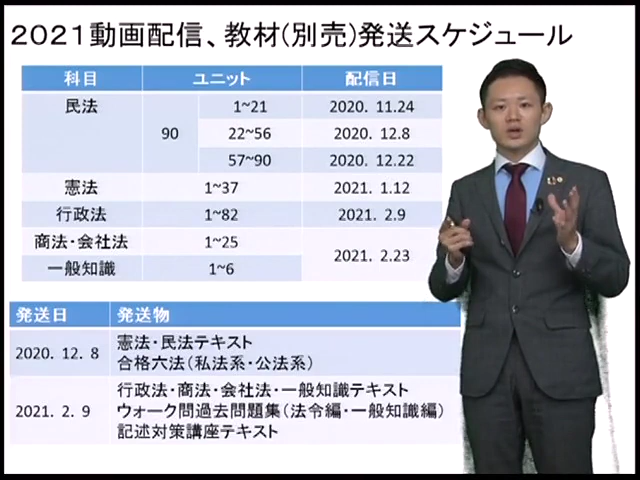 2021動画配信、教材(別売)発送スケジュール
科目 ユニット 配信日
民法 90 1~21 2020. 11.24
22~56 2020. 12.8
57~90 2020. 12.22
憲法 1~37 2021. 1.12
行政法 1~82 2021. 2.9
商法・会社法 1~25 2021. 2.23
一般知識 1~6
発送日 発送物
2020. 12. 8 憲法・民法テキスト
合格六法(私法系・公法系)
2021. 2. 9 行政法・商法・会社法・一般知識テキスト
ウォーク問過去問題集(法令編・一般知識編)
記述対策講座テキスト